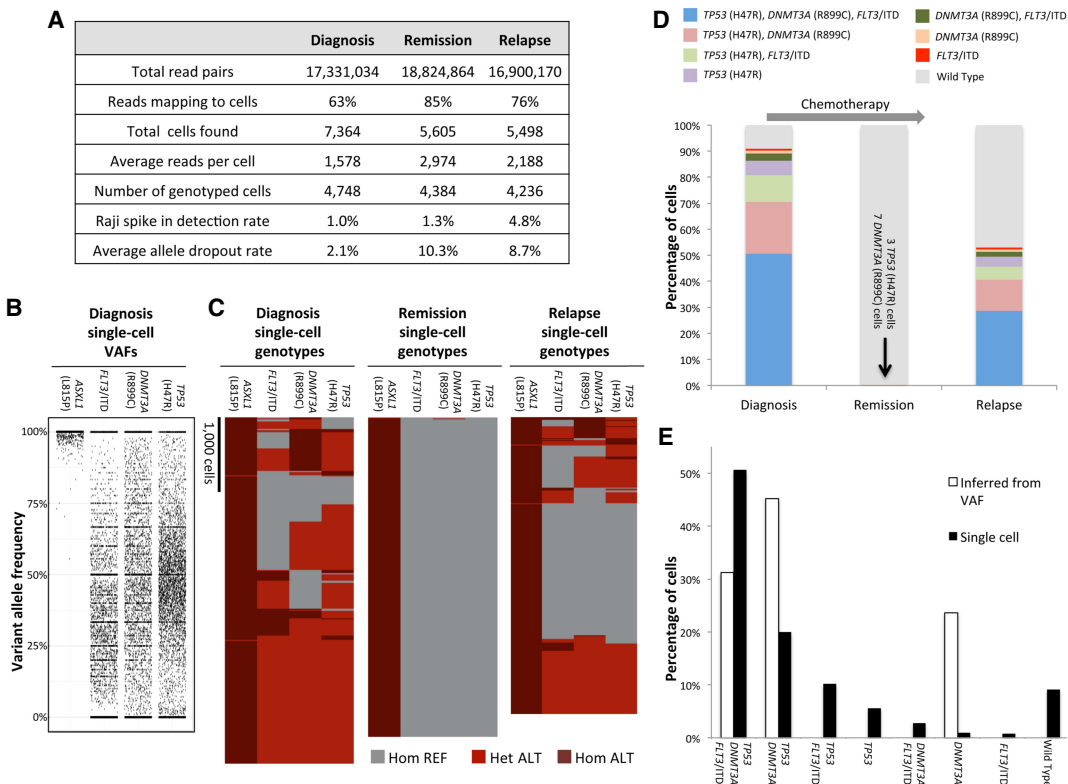 A
Diagnosis Remission Relapse
Total read pairs 17,331,034 18,824,864 16,900,170
Reads mapping to cells 63% 85% 76%
Total cells found 7,364 5,605 5,498
Average reads per cell 1,578 2,974 2,188
Number of genotyped cells 4,748 4,384 4,236
Raji spike in detection rate 1.0% 1.3% 4.8%
Average allele dropout rate 2.1% 10.3% 8.7%
B
Diagnosis
single-cell
VAFs
ASXL1
(L815P)
FLT3/ITD
DNMT3A
(R899C)
TP53
(H47R)
Variant allele frequency
100%
75%
50%
25%
0%
C
Diagnosis
single-cell
genotypes
Remission
single-cell
genotypes
Relapse
single-cell
genotypes
ASXL1
(L815P)
FLT3/ITD
DNMT3A
(R899C)
TP53
(H47R)
ASXL1
(L815P)
FLT3/ITD
DNMT3A
(R899C)
TP53
(H47R)
ASXL1
(L815P)
FLT3/ITD
DNMT3A
(R899C)
TP53
(H47R)
1,000 cells
Hom REF Het ALT Hom ALT
D
TP53 (H47R), DNMT3A (R899C), FLT3/ITD
TP53 (H47R), DNMT3A (R899C)
TP53 (H47R), FLT3/ITD
TP53 (H47R)
DNMT3A (R899C), FLT3/ITD
DNMT3A (R899C)
FLT3/ITD
Wild Type
Chemotherapy
Percentage of cells
100%
90%
80%
70%
60%
50%
40%
30%
20%
10%
0%
3 TP53 (H47R) cells
7 DNMT3A (R899C) cells
Diagnosis Remission Relapse
E
Percentage of cells
50%
40%
30%
20%
10%
0%
Inferred from
VAF
Single cell
TP53
DNMT3A
FLT3/ITD
TP53
DNMT3A
TP53
FLT3/ITD
TP53
DNMT3A
FLT3/ITD
DNMT3A
FLT3/ITD
Wild Type